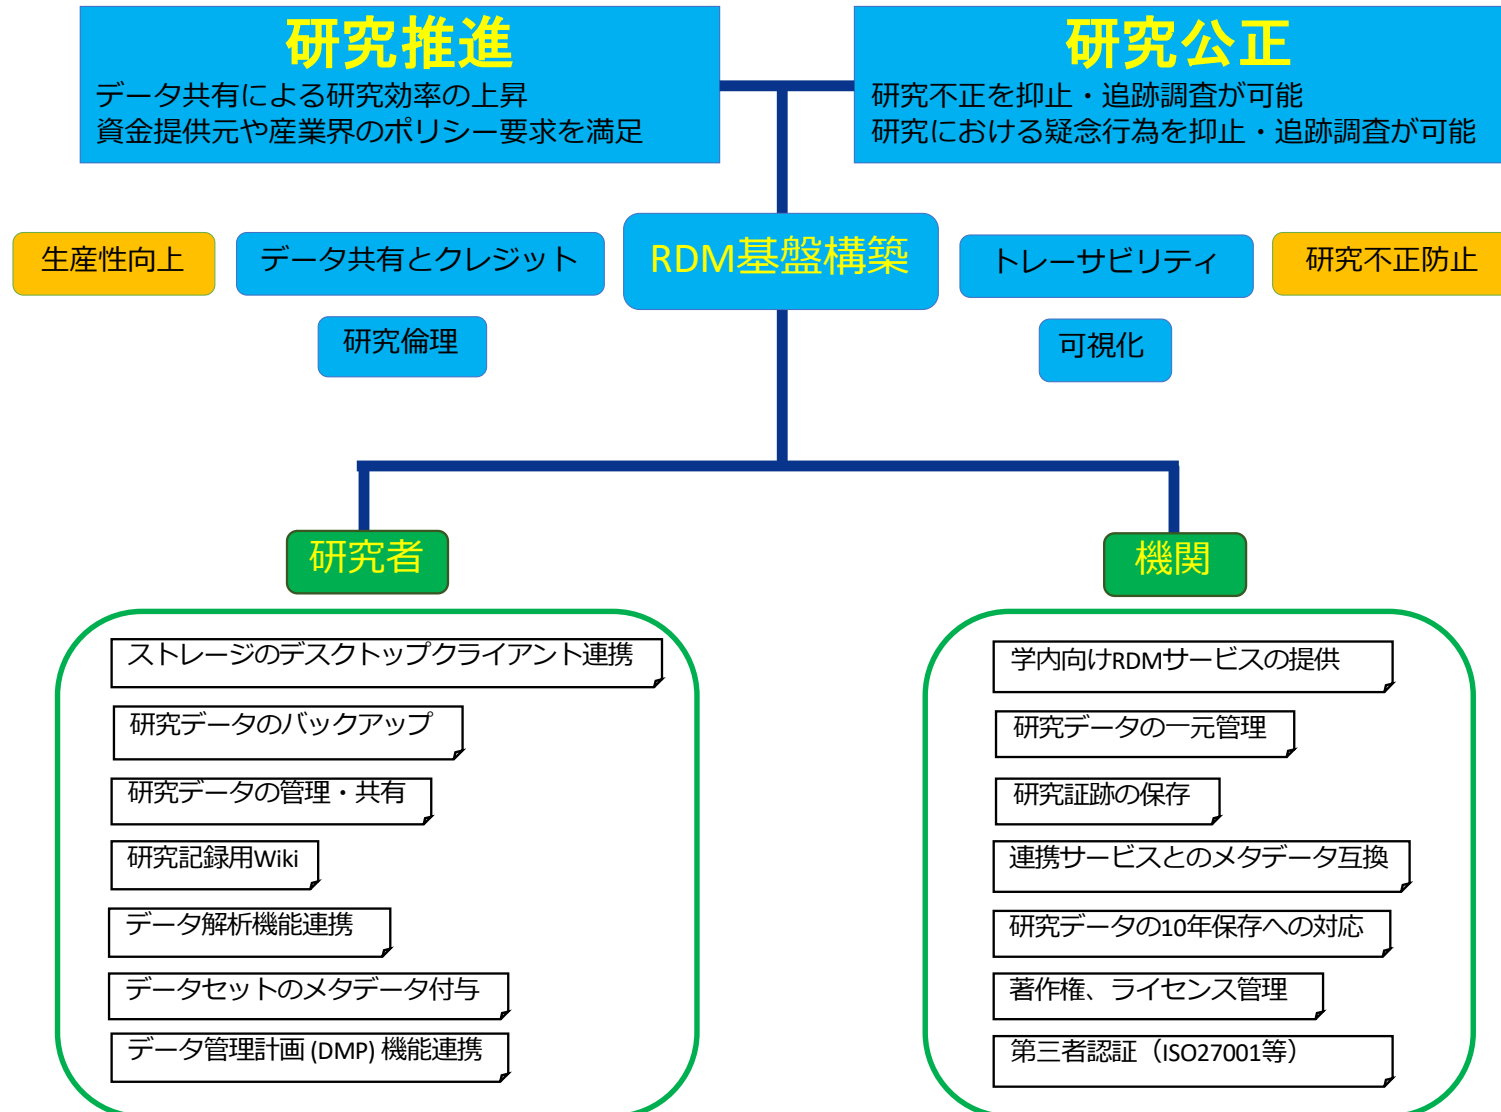 研究推進
データ共有による研究効率の上昇
資金提供元や産業界のポリシー要求を満足
研究公正
研究不正を抑止・追跡調査が可能
研究における疑念行為を抑止・追跡調査が可能
生産性向上
データ共有とクレジット
RDM基盤構築
トレーサビリティ
研究不正防止
研究倫理
可視化
研究者
ストレージのデスクトップクライアント連携
研究データのバックアップ
研究データの管理・共有
研究記録用Wiki
データ解析機能連携
データセットのメタデータ付与
データ管理計画 (DMP) 機能連携
機関
学内向けRDMサービスの提供
研究データの一元管理
研究証跡の保存
連携サービスとのメタデータ互換
研究データの10年保存への対応
著作権、ライセンス管理
第三者認証（ISO27001等）